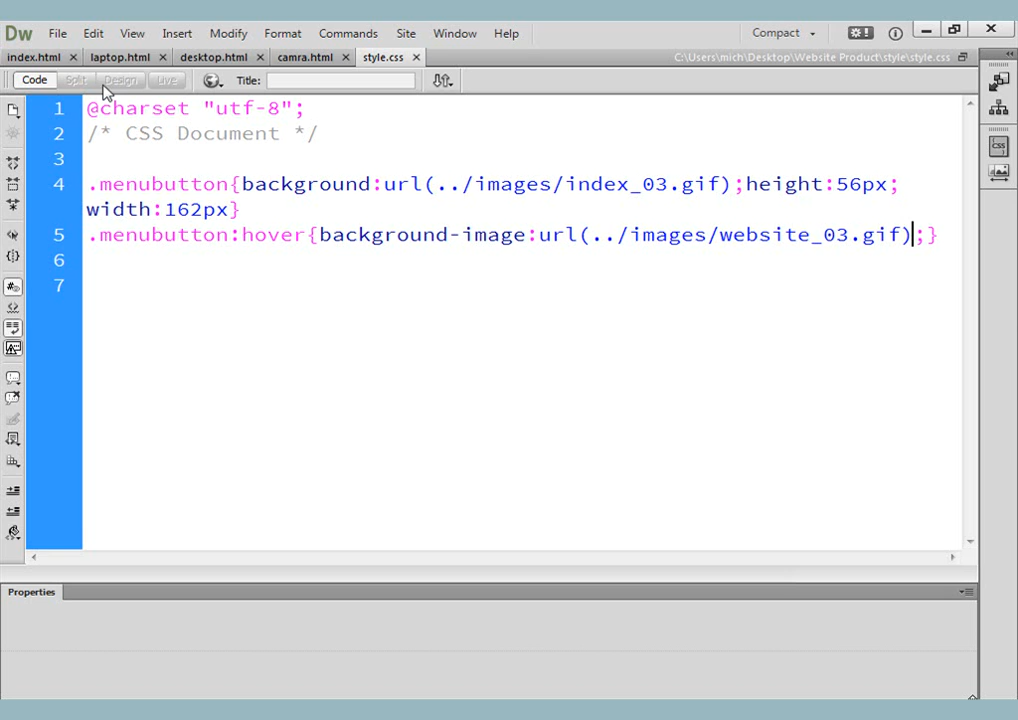 Dw File Edit View Insert Modify Format Commands Site Window Help Compact
index.html laptop.html desktop.html camra.html style.css C:\Users\mich\Desktop\Website Product\style\style.css
Code Split Design Live Title:
1 @charset "utf-8";
2 /* CSS Document */
3
4 .menubutton{background:url(../images/index_03.gif);height:56px;
width:162px}
5 .menubutton:hover{background-image:url(../images/website_03.gif);}
6
7
Properties